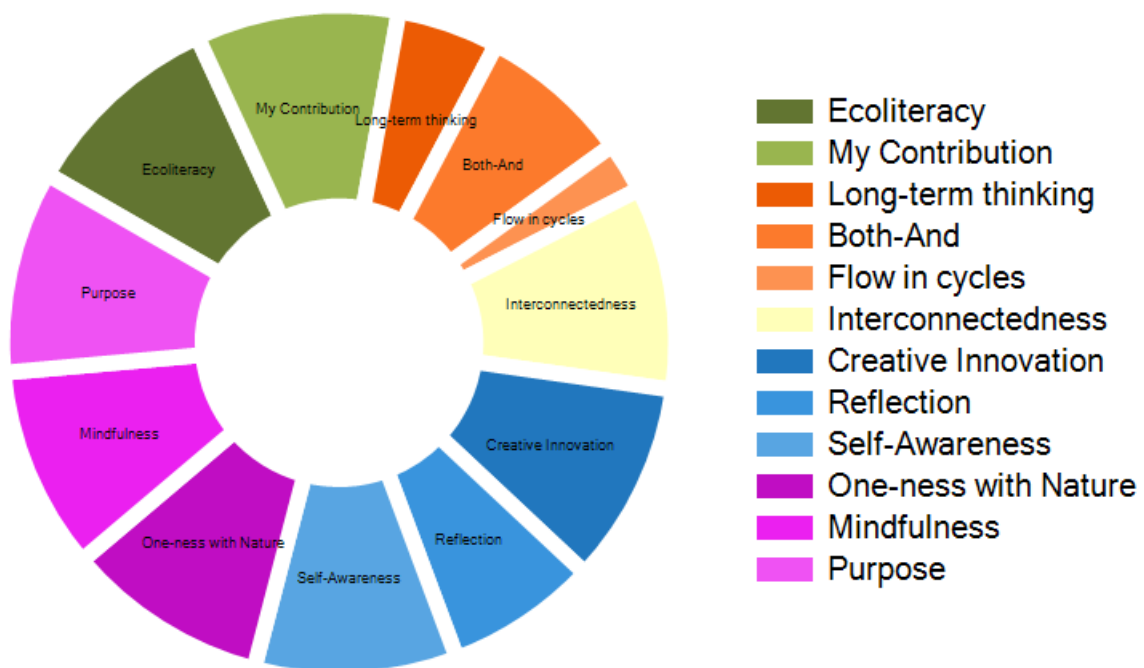 My Contribution
Long-term thinking
Both-And
Ecoliteracy
Flow in cycles
Purpose
Interconnectedness
Mindfulness
Creative Innovation
One-ness with Nature
Reflection
Self-Awareness
Ecoliteracy
My Contribution
Long-term thinking
Both-And
Flow in cycles
Interconnectedness
Creative Innovation
Reflection
Self-Awareness
One-ness with Nature
Mindfulness
Purpose